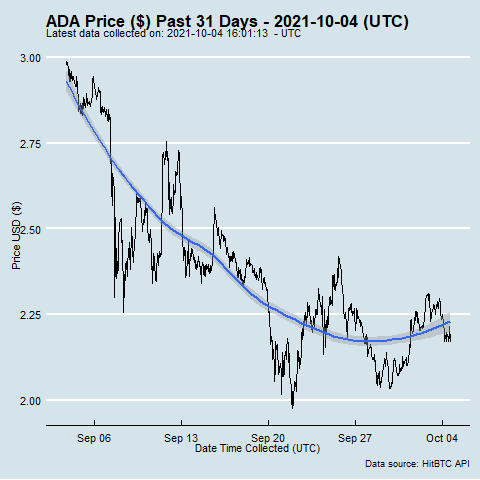 ADA Price ($) Past 31 Days - 2021-10-04 (UTC)
Latest data collected on: 2021-10-04 16:01:13  - UTC
3.00
2.75
2.50
2.25
2.00
Price USD ($)
Sep 06 Sep 13 Sep 20 Sep 27 Oct 04
Date Time Collected (UTC)
Data source: HitBTC API